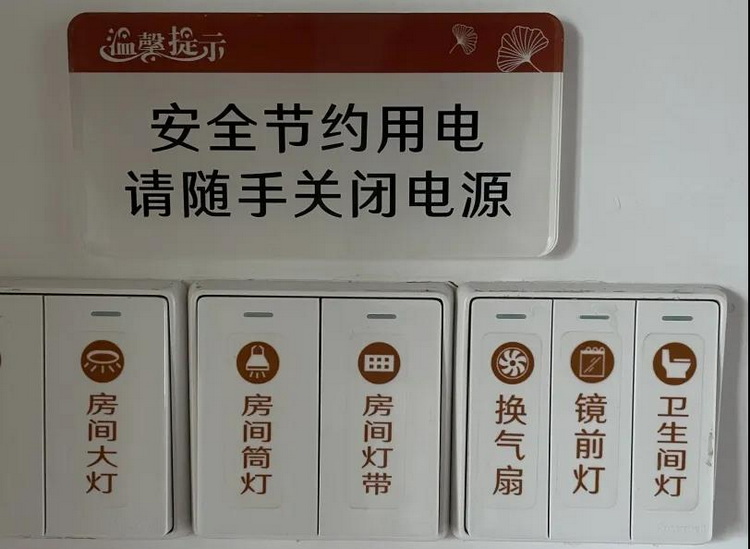 温馨提示
安全节约用电
请随手关闭电源
房间大灯
房间筒灯
房间灯带
换气扇
镜前灯
卫生间灯